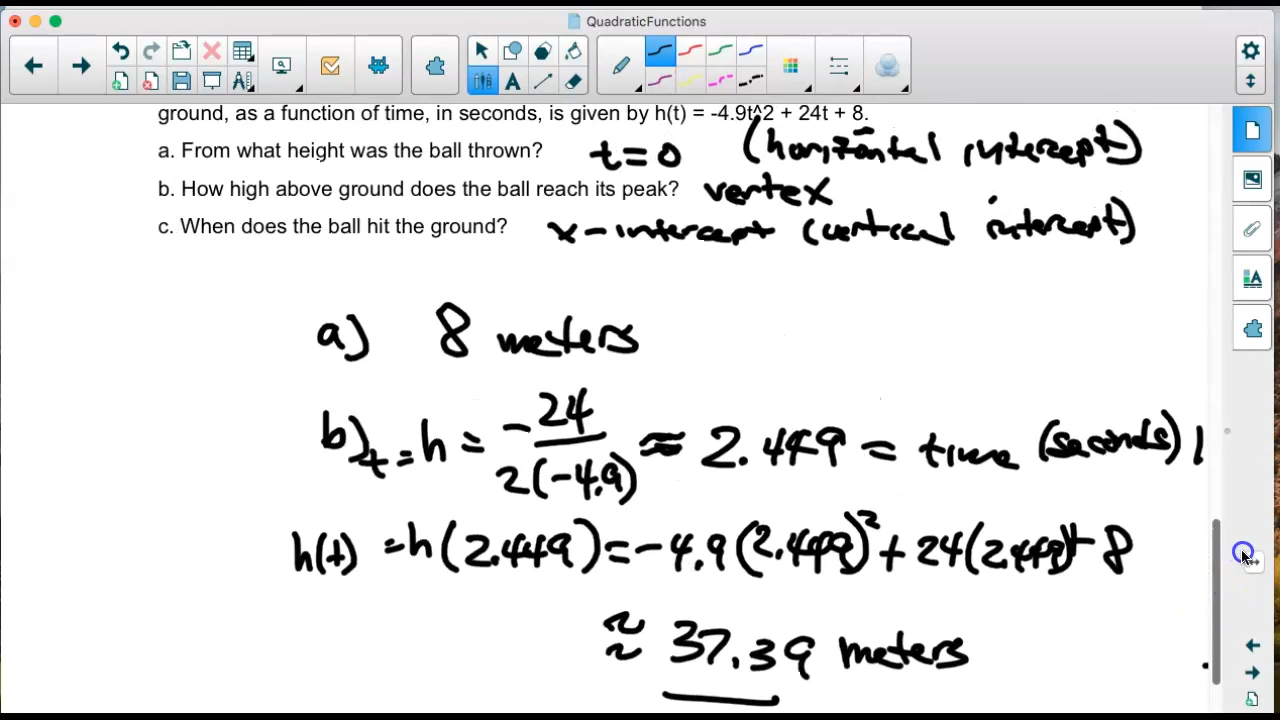 QuadraticFunctions
ground, as a function of time, in seconds, is given by h(t) = -4.9t^2 + 24t + 8.
a. From what height was the ball thrown? t=0 (horizontal intercept)
b. How high above ground does the ball reach its peak? vertex
c. When does the ball hit the ground? x-intercept (vertical intercept)
a) 8 meters
b) t = h = -24/2(-4.9) ≈ 2.449 = time (seconds)
h(t) = h(2.449) = -4.9(2.449)² + 24(2.449) + 8
≈ 37.39 meters